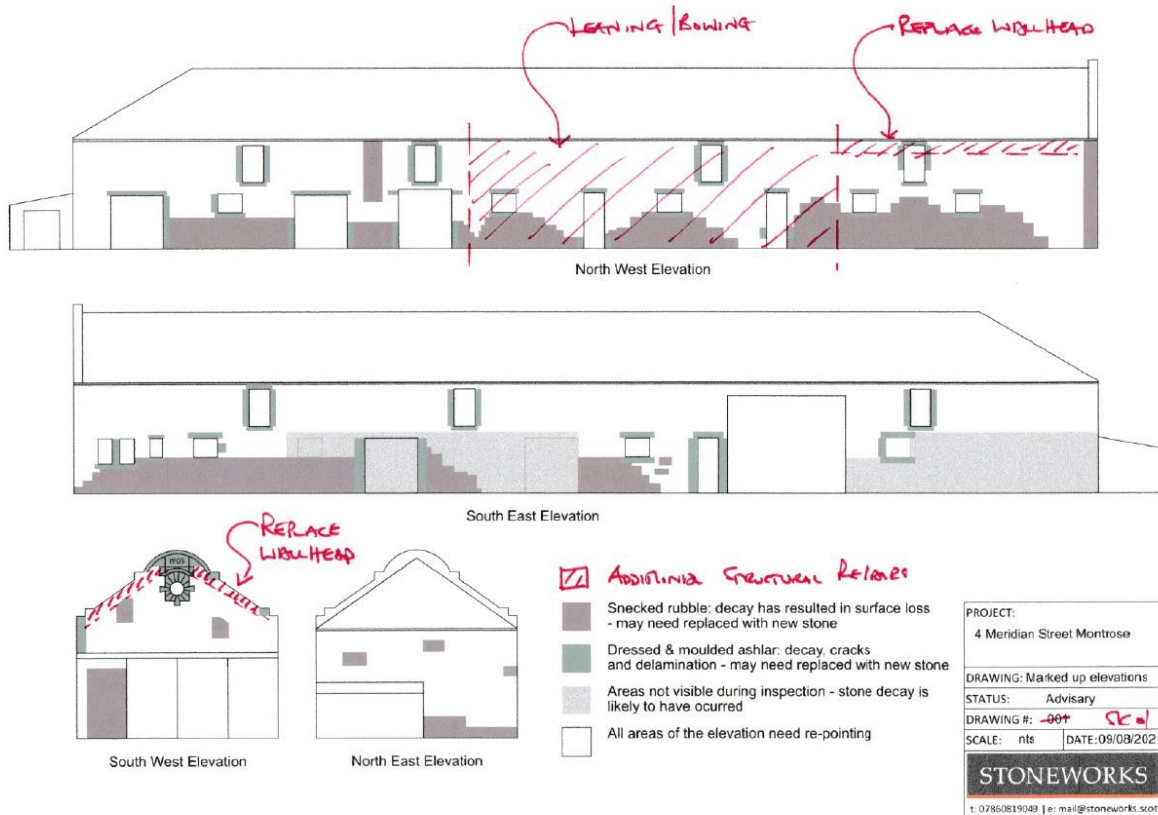 LEANING/BOWING
REPLACE WALLHEAD
North West Elevation
South East Elevation
REPLACE
WALLHEAD
1905
South West Elevation
North East Elevation
ADDITIONAL STRUCTURAL REPAIRS
Snecked rubble: decay has resulted in surface loss
- may need replaced with new stone
Dressed & moulded ashlar: decay, cracks
and delamination - may need replaced with new stone
Areas not visible during inspection - stone decay is
likely to have ocurred
All areas of the elevation need re-pointing
PROJECT:
4 Meridian Street Montrose
DRAWING: Marked up elevations
STATUS: Advisary
DRAWING #: 001 SK01
SCALE: nts DATE:09/08/202
STONEWORKS
t: 07860819049 | e: mail@stoneworks.scot